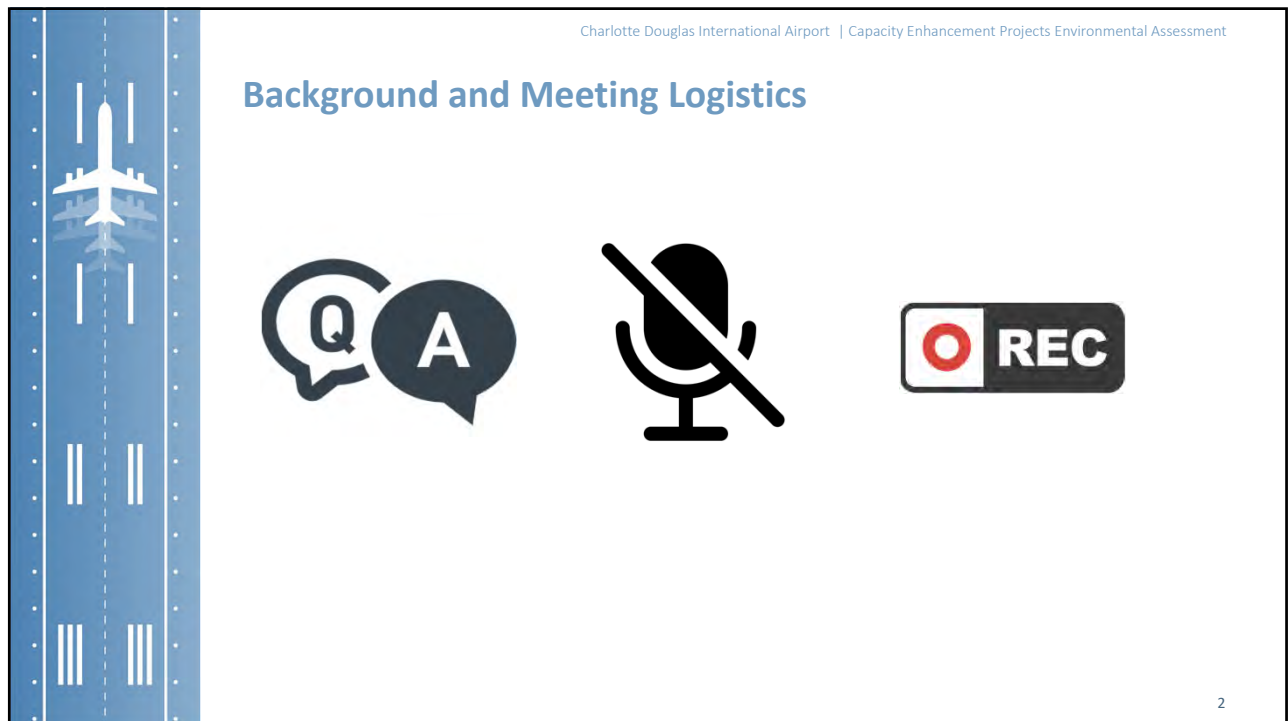 Charlotte Douglas International Airport | Capacity Enhancement Projects Environmental Assessment
Background and Meeting Logistics
Q A
REC
2